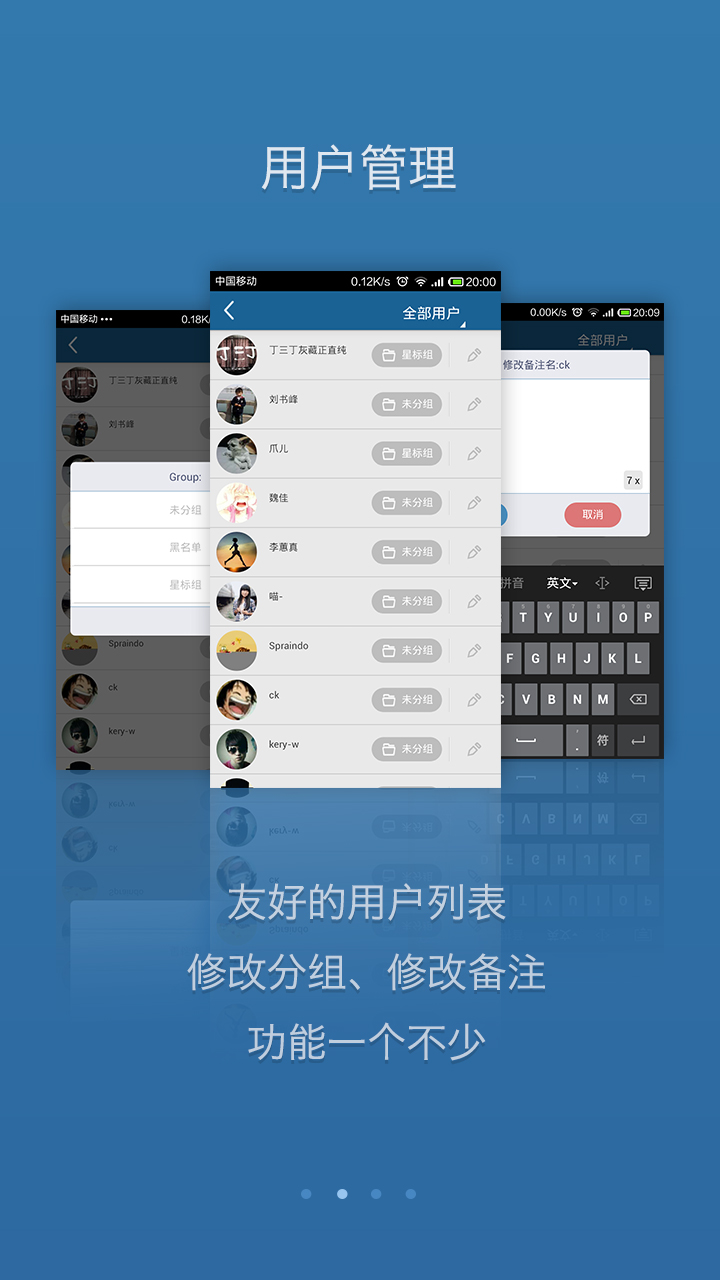 用户管理
中国移动 0.12K/s 20:00
全部用户
丁三丁灰藏正直纯 星标组
刘书峰 未分组
爪儿 星标组
魏佳 未分组
李蕙真 未分组
喵- 未分组
Spraindo 未分组
ck 未分组
kery-w 未分组
中国移动 ••• 0.18K/
丁三丁灰藏正直纯
刘书峰
Group:
未分组
黑名单
星标组
Spraindo
ck
kery-w
0.00K/s 20:09
全部用户
修改备注名:ck
7 x
取消
拼音 英文
T Y U I O P
F G H J K L
C V B N M
符
友好的用户列表
修改分组、修改备注
功能一个不少